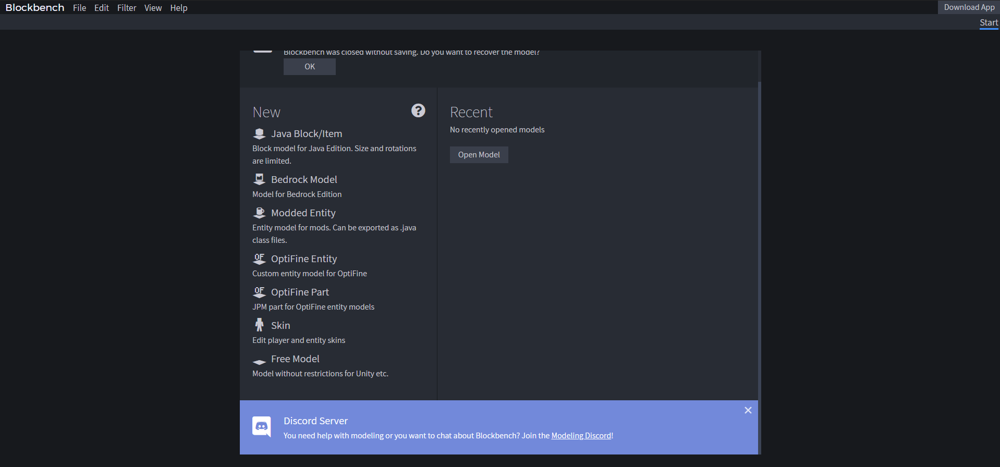 Blockbench File Edit Filter View Help Download App
Start
Blockbench was closed without saving. Do you want to recover the model?
OK
New
Java Block/Item
Block model for Java Edition. Size and rotations
are limited.
Bedrock Model
Model for Bedrock Edition
Modded Entity
Entity model for mods. Can be exported as .java
class files.
OF OptiFine Entity
Custom entity model for OptiFine
OF OptiFine Part
JPM part for OptiFine entity models
Skin
Edit player and entity skins
Free Model
Model without restrictions for Unity etc.
Recent
No recently opened models
Open Model
Discord Server
You need help with modeling or you want to chat about Blockbench? Join the Modeling Discord!